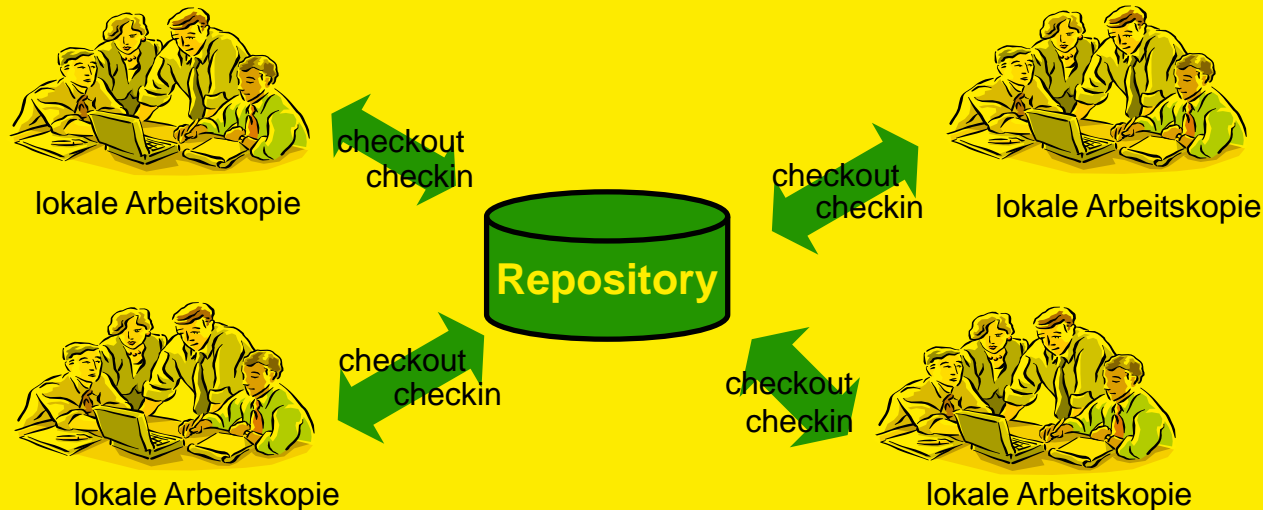 checkout
checkin
lokale Arbeitskopie
checkout
checkin
lokale Arbeitskopie
Repository
checkout
checkin
lokale Arbeitskopie
checkout
checkin
lokale Arbeitskopie